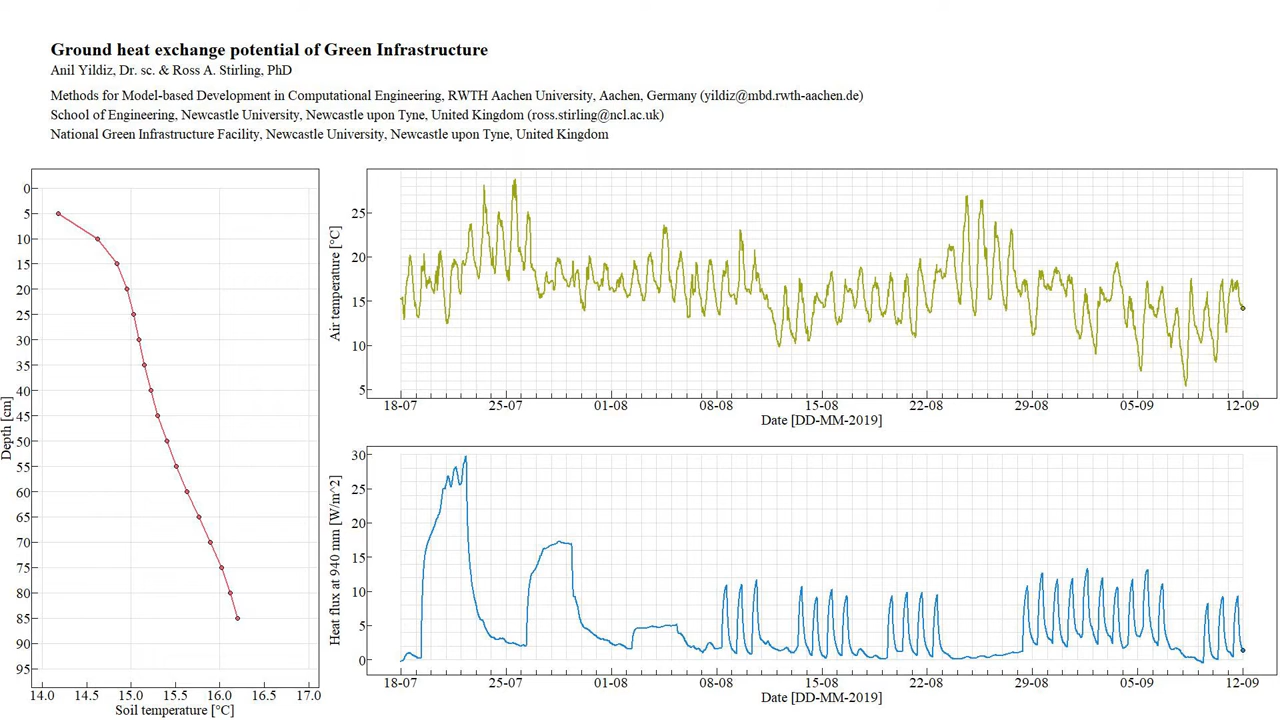 Ground heat exchange potential of Green Infrastructure
Anil Yildiz, Dr. sc. & Ross A. Stirling, PhD
Methods for Model-based Development in Computational Engineering, RWTH Aachen University, Aachen, Germany (yildiz@mbd.rwth-aachen.de)
School of Engineering, Newcastle University, Newcastle upon Tyne, United Kingdom (ross.stirling@ncl.ac.uk)
National Green Infrastructure Facility, Newcastle University, Newcastle upon Tyne, United Kingdom
Depth [cm]
0
5
10
15
20
25
30
35
40
45
50
55
60
65
70
75
80
85
90
95
14.0 14.5 15.0 15.5 16.0 16.5 17.0
Soil temperature [°C]
Air temperature [°C]
25
20
15
10
5
18-07 25-07 01-08 08-08 15-08 22-08 29-08 05-09 12-09
Date [DD-MM-2019]
Heat flux at 940 mm [W/m^2]
30
25
20
15
10
5
0
18-07 25-07 01-08 08-08 15-08 22-08 29-08 05-09 12-09
Date [DD-MM-2019]